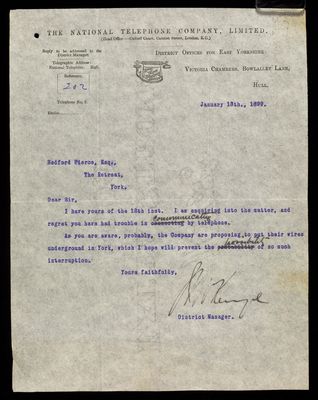 THE NATIONAL TELEPHONE COMPANY, LIMITED.
(Head Office:—Oxford Court, Cannon Street, London, E.C.)
Reply to be addressed to the
District Manager.
DISTRICT OFFICES FOR EAST YORKSHIRE
Telegraphic Address:
National Telephone, Hull.
VICTORIA CHAMBERS, BOWLALLEY LANE,
Reference.
HULL.
202
Telephone No. 2.
January 13th., 1899.
Bedford Pierce, Esq.,
The Retreat,
York.
Dear Sir,
I have yours of the 12th inst. I am enquiring into the matter, and
communicating
regret you have had trouble in by telephone.
As you are aware, probably, the Company are proposing to put their wires
possibility
underground in York, which I hope will prevent the of so much
interruption.
Yours faithfully,
District Manager.